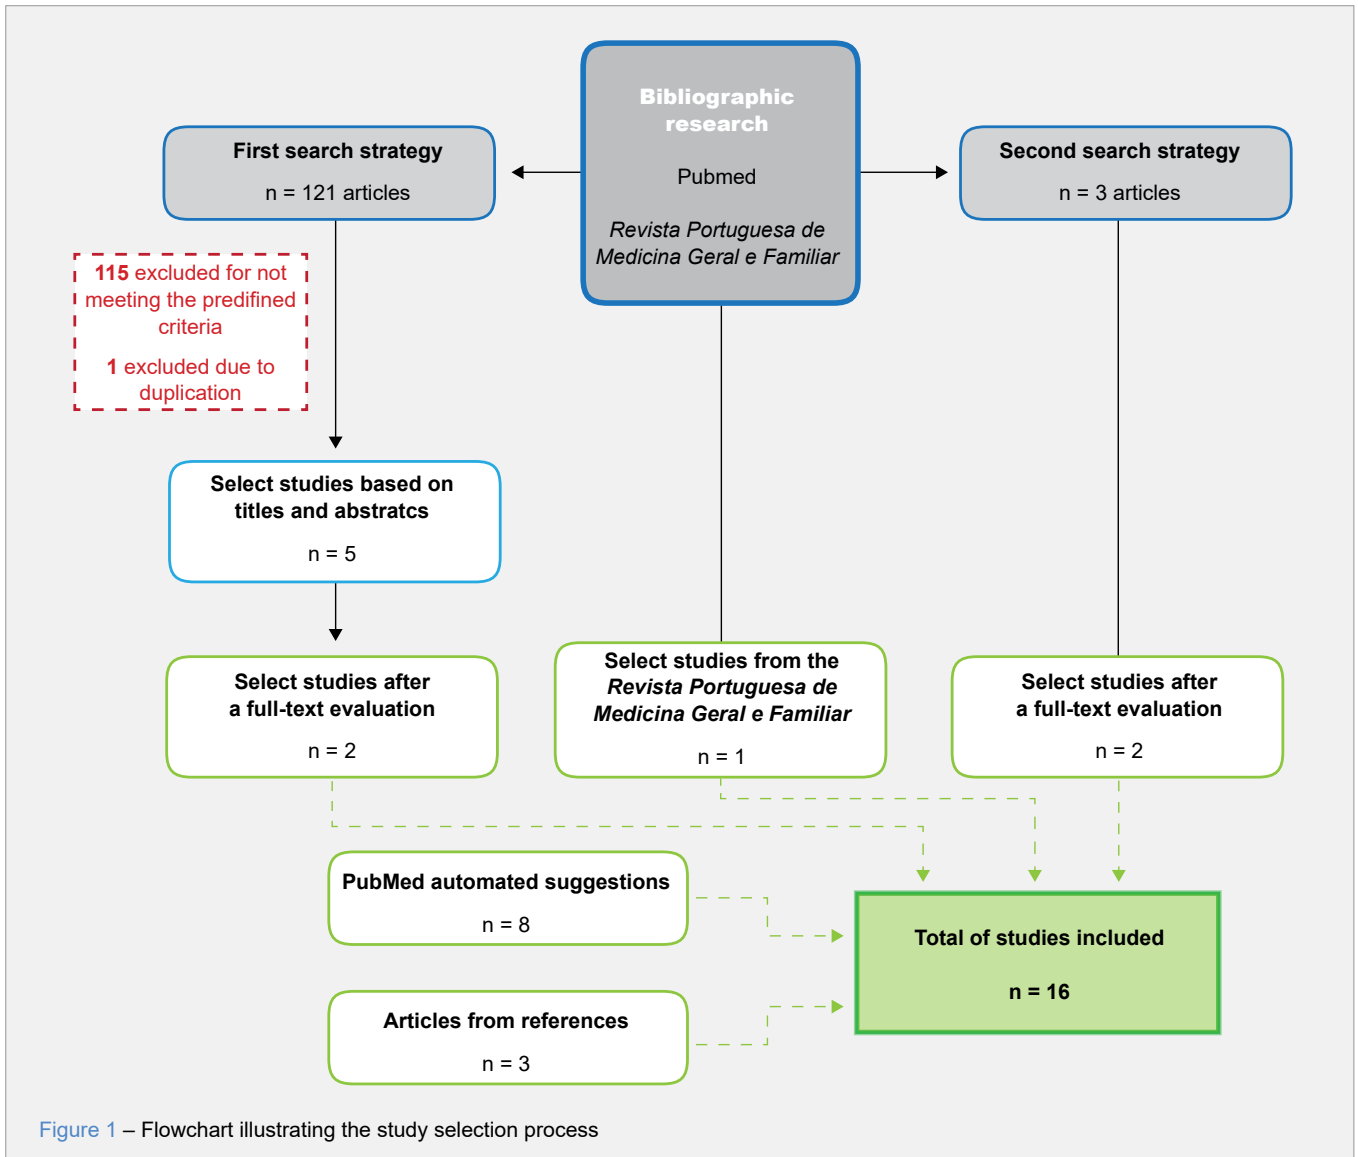 Bibliographic
research
Pubmed
Revista Portuguesa de
Medicina Geral e Familiar
First search strategy
n = 121 articles
Second search strategy
n = 3 articles
115 excluded for not
meeting the predifined
criteria
1 excluded due to
duplication
Select studies based on
titles and abstratcs
n = 5
Select studies after
a full-text evaluation
n = 2
Select studies from the
Revista Portuguesa de
Medicina Geral e Familiar
n = 1
Select studies after
a full-text evaluation
n = 2
PubMed automated suggestions
n = 8
Articles from references
n = 3
Total of studies included
n = 16
Figure 1 – Flowchart illustrating the study selection process